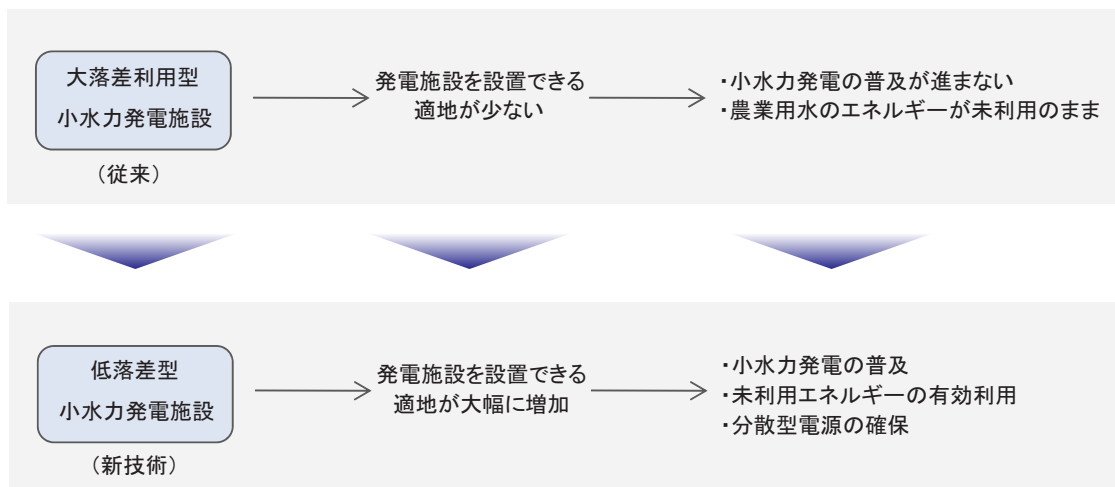 大落差利用型
小水力発電施設
(従来)
発電施設を設置できる
適地が少ない
・小水力発電の普及が進まない
・農業用水のエネルギーが未利用のまま
低落差型
小水力発電施設
(新技術)
発電施設を設置できる
適地が大幅に増加
・小水力発電の普及
・未利用エネルギーの有効利用
・分散型電源の確保